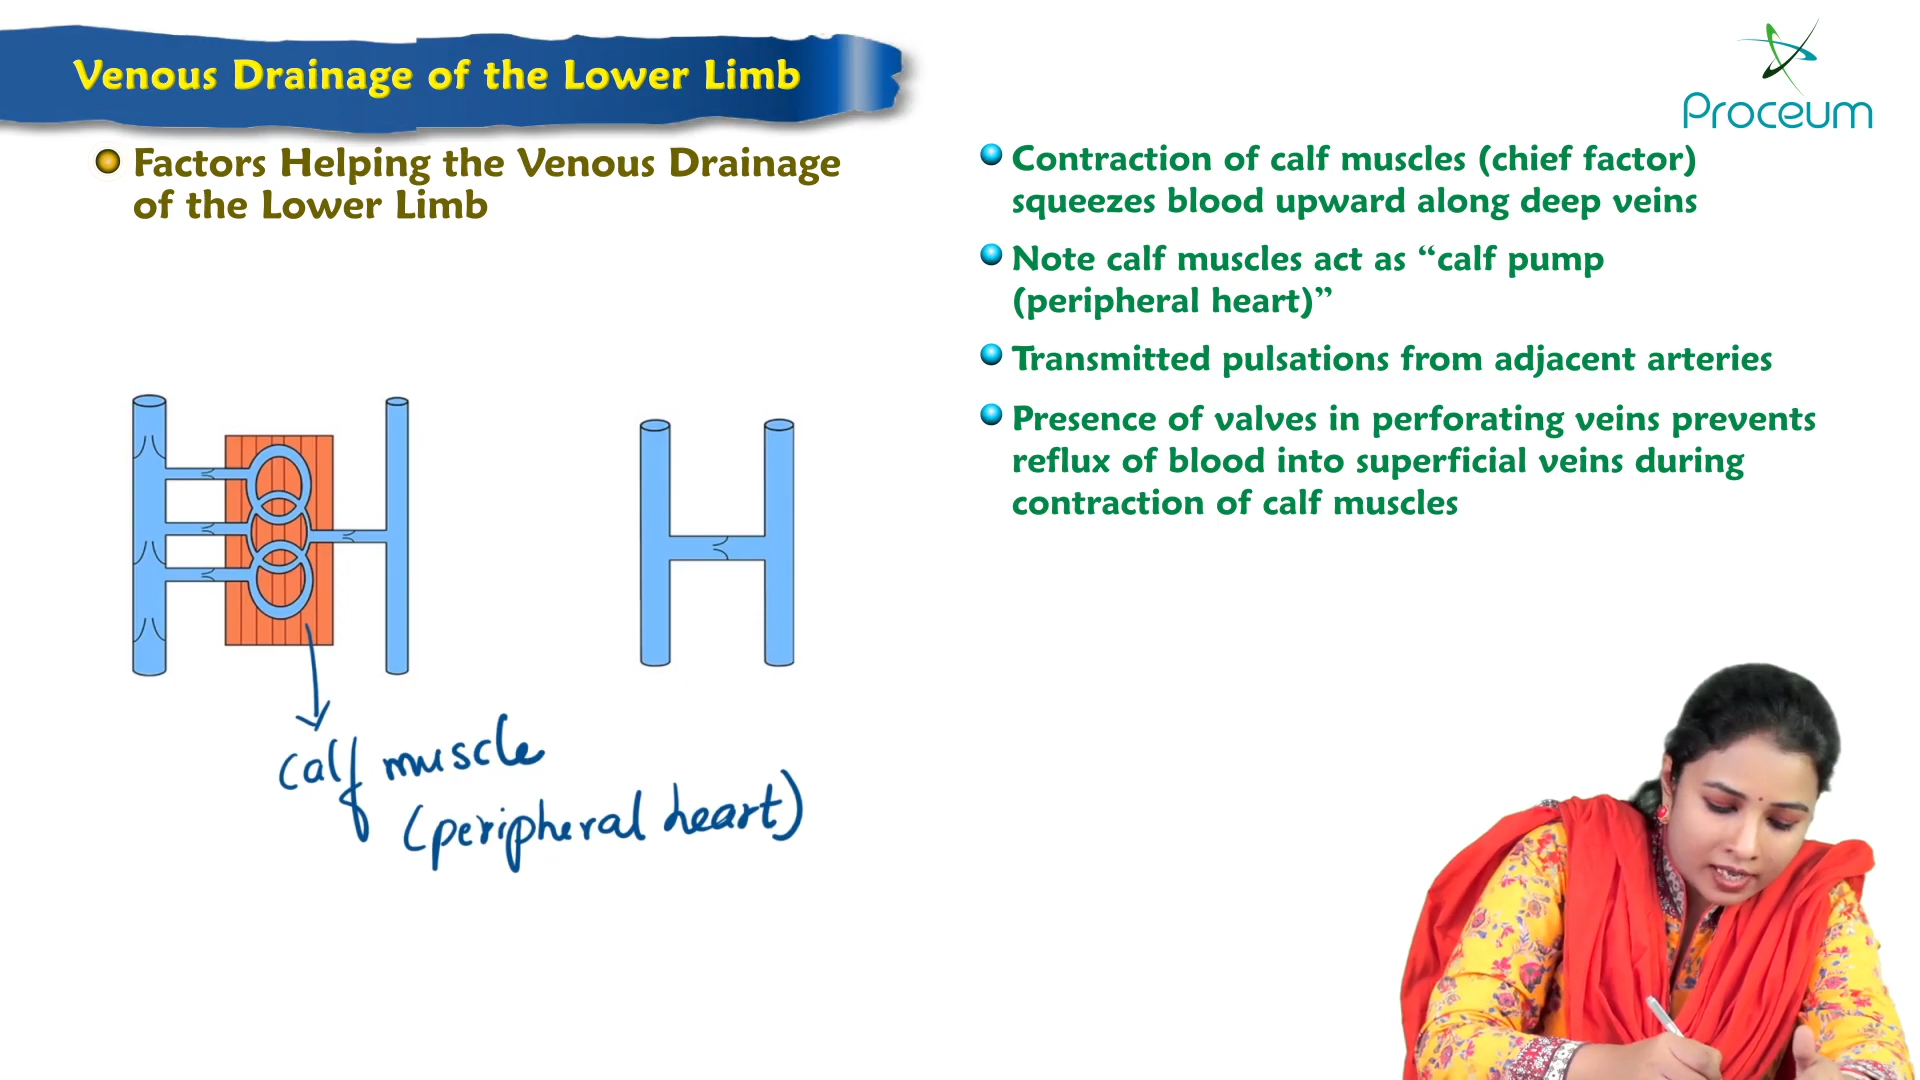 Venous Drainage of the Lower Limb
Proceum
Factors Helping the Venous Drainage
of the Lower Limb
Contraction of calf muscles (chief factor)
squeezes blood upward along deep veins
Note calf muscles act as “calf pump
(peripheral heart)”
Transmitted pulsations from adjacent arteries
Presence of valves in perforating veins prevents
reflux of blood into superficial veins during
contraction of calf muscles
calf muscle
(peripheral heart)